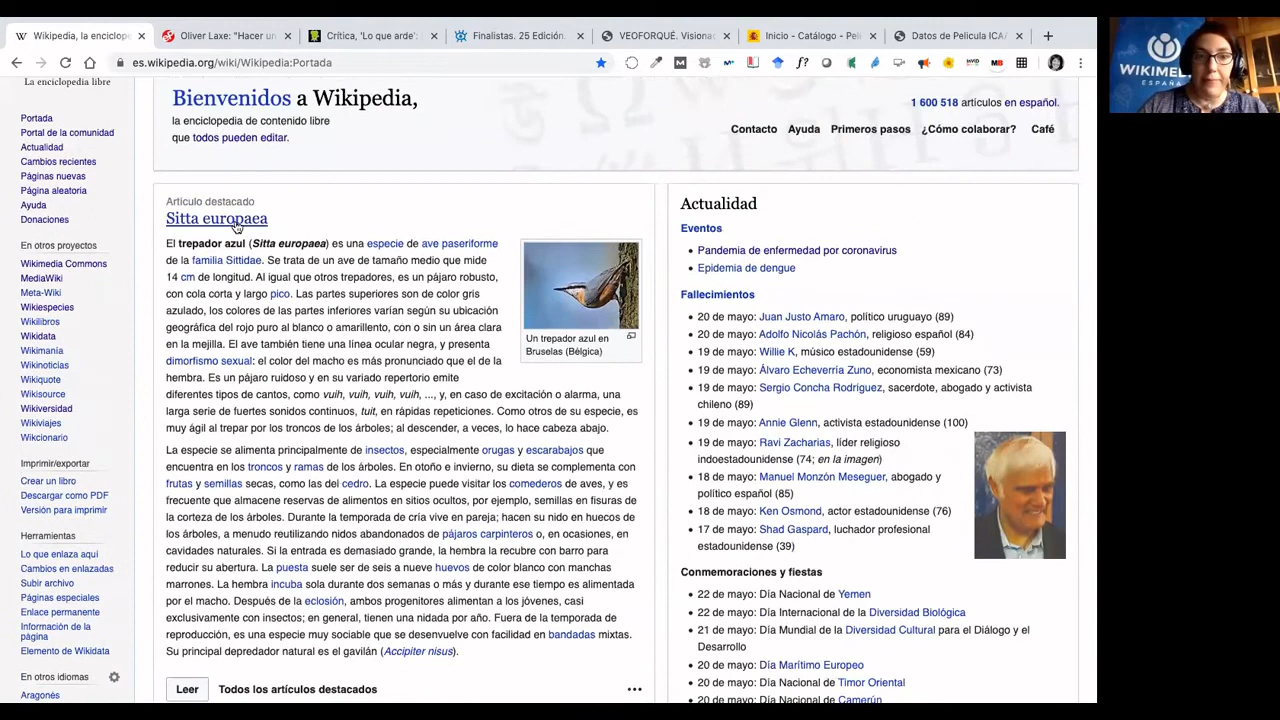 Wikipedia, la enciclope
Oliver Laxe: "Hacer un
Crítica, 'Lo que arde':
Finalistas. 25 Edición.
VEOFORQUÉ. Visionad
Inicio - Catálogo - Pelí
Datos de Película ICA
es.wikipedia.org/wiki/Wikipedia:Portada
WIKIMEDIA
ESPAÑA
La enciclopedia libre
Portada
Portal de la comunidad
Actualidad
Cambios recientes
Páginas nuevas
Página aleatoria
Ayuda
Donaciones
En otros proyectos
Wikimedia Commons
MediaWiki
Meta-Wiki
Wikiespecies
Wikilibros
Wikidata
Wikimanía
Wikinoticias
Wikiquote
Wikisource
Wikiversidad
Wikiviajes
Wikcionario
Imprimir/exportar
Crear un libro
Descargar como PDF
Versión para imprimir
Herramientas
Lo que enlaza aquí
Cambios en enlazadas
Subir archivo
Páginas especiales
Enlace permanente
Información de la
página
Elemento de Wikidata
En otros idiomas
Aragonés
Bienvenidos a Wikipedia,
la enciclopedia de contenido libre
que todos pueden editar.
1 600 518 artículos en español.
Contacto Ayuda Primeros pasos ¿Cómo colaborar? Café
Artículo destacado
Sitta europaea
El trepador azul (Sitta europaea) es una especie de ave paseriforme
de la familia Sittidae. Se trata de un ave de tamaño medio que mide
14 cm de longitud. Al igual que otros trepadores, es un pájaro robusto,
con cola corta y largo pico. Las partes superiores son de color gris
azulado, los colores de las partes inferiores varían según su ubicación
geográfica del rojo puro al blanco o amarillento, con o sin un área clara
en la mejilla. El ave también tiene una línea ocular negra, y presenta
dimorfismo sexual: el color del macho es más pronunciado que el de la
hembra. Es un pájaro ruidoso y en su variado repertorio emite
diferentes tipos de cantos, como vuih, vuih, vuih, vuih, ..., y, en caso de excitación o alarma, una
larga serie de fuertes sonidos continuos, tuit, en rápidas repeticiones. Como otros de su especie, es
muy ágil al trepar por los troncos de los árboles; al descender, a veces, lo hace cabeza abajo.
Un trepador azul en
Bruselas (Bélgica)
La especie se alimenta principalmente de insectos, especialmente orugas y escarabajos que
encuentra en los troncos y ramas de los árboles. En otoño e invierno, su dieta se complementa con
frutas y semillas secas, como las del cedro. La especie puede visitar los comederos de aves, y es
frecuente que almacene reservas de alimentos en sitios ocultos, por ejemplo, semillas en fisuras de
la corteza de los árboles. Durante la temporada de cría vive en pareja; hacen su nido en huecos de
los árboles, a menudo reutilizando nidos abandonados de pájaros carpinteros o, en ocasiones, en
cavidades naturales. Si la entrada es demasiado grande, la hembra la recubre con barro para
reducir su abertura. La puesta suele ser de seis a nueve huevos de color blanco con manchas
marrones. La hembra incuba sola durante dos semanas o más y durante ese tiempo es alimentada
por el macho. Después de la eclosión, ambos progenitores alimentan a los jóvenes, casi
exclusivamente con insectos; en general, tienen una nidada por año. Fuera de la temporada de
reproducción, es una especie muy sociable que se desenvuelve con facilidad en bandadas mixtas.
Su principal depredador natural es el gavilán (Accipiter nisus).
Leer Todos los artículos destacados
Actualidad
Eventos
Pandemia de enfermedad por coronavirus
Epidemia de dengue
Fallecimientos
20 de mayo: Juan Justo Amaro, político uruguayo (89)
20 de mayo: Adolfo Nicolás Pachón, religioso español (84)
19 de mayo: Willie K, músico estadounidense (59)
19 de mayo: Álvaro Echeverría Zuno, economista mexicano (73)
19 de mayo: Sergio Concha Rodríguez, sacerdote, abogado y activista
chileno (89)
19 de mayo: Annie Glenn, activista estadounidense (100)
19 de mayo: Ravi Zacharias, líder religioso
indoestadounidense (74; en la imagen)
18 de mayo: Manuel Monzón Meseguer, abogado y
político español (85)
18 de mayo: Ken Osmond, actor estadounidense (76)
17 de mayo: Shad Gaspard, luchador profesional
estadounidense (39)
Conmemoraciones y fiestas
22 de mayo: Día Nacional de Yemen
22 de mayo: Día Internacional de la Diversidad Biológica
21 de mayo: Día Mundial de la Diversidad Cultural para el Diálogo y el
Desarrollo
20 de mayo: Día Marítimo Europeo
20 de mayo: Día Nacional de Timor Oriental
20 de mayo: Día Nacional de Camerún